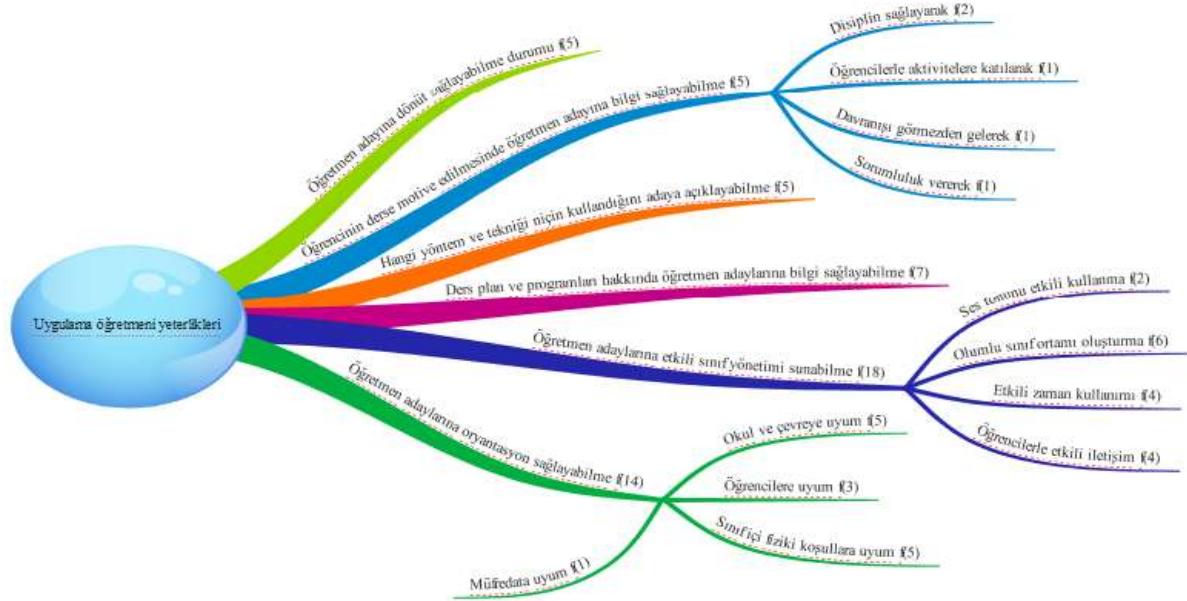 Uygulama öğretmeni yeterlikleri
Öğretmen adayına dönüt sağlayabilme durumu f(5)
Öğrencinin derse motive edilmesinde öğretmen adayına bilgi sağlayabilme f(5)
Disiplin sağlayarak f(2)
Öğrencilerle aktivitelere katılarak f(1)
Davranışı görmezden gelerek f(1)
Sorumluluk vererek f(1)
Hangi yöntem ve tekniği niçin kullandığını adaya açıklayabilme f(5)
Ders plan ve programları hakkında öğretmen adaylarına bilgi sağlayabilme f(7)
Öğretmen adaylarına etkili sınıf yönetimi sunabilme f(18)
Ses tonunu etkili kullanma f(2)
Olumlu sınıf ortamı oluşturma f(6)
Etkili zaman kullanımı f(4)
Öğrencilerle etkili iletişim f(4)
Öğretmen adaylarına oryantasyon sağlayabilme f(14)
Okul ve çevreye uyum f(5)
Öğrencilere uyum f(3)
Sınıf içi fiziki koşullara uyum f(5)
Müfredata uyum f(1)